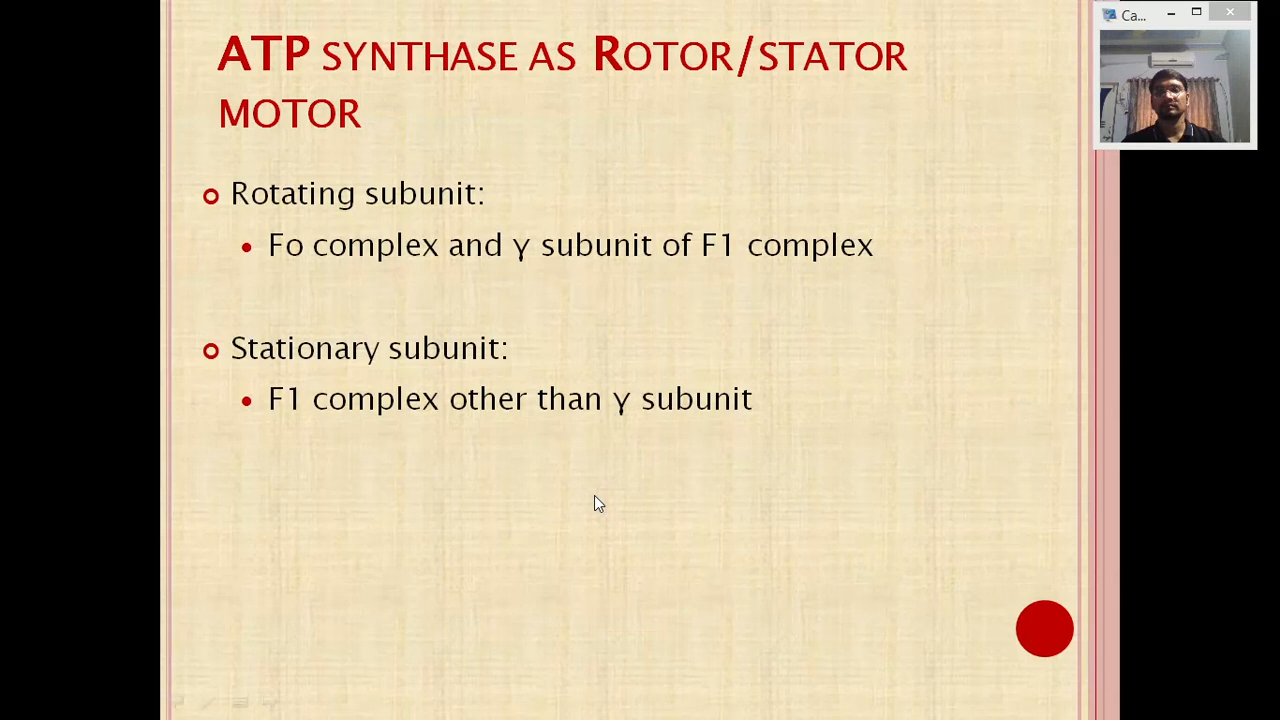 ATP SYNTHASE AS ROTOR/STATOR
MOTOR
Rotating subunit:
Fo complex and γ subunit of F1 complex
Stationary subunit:
F1 complex other than γ subunit
Ca...